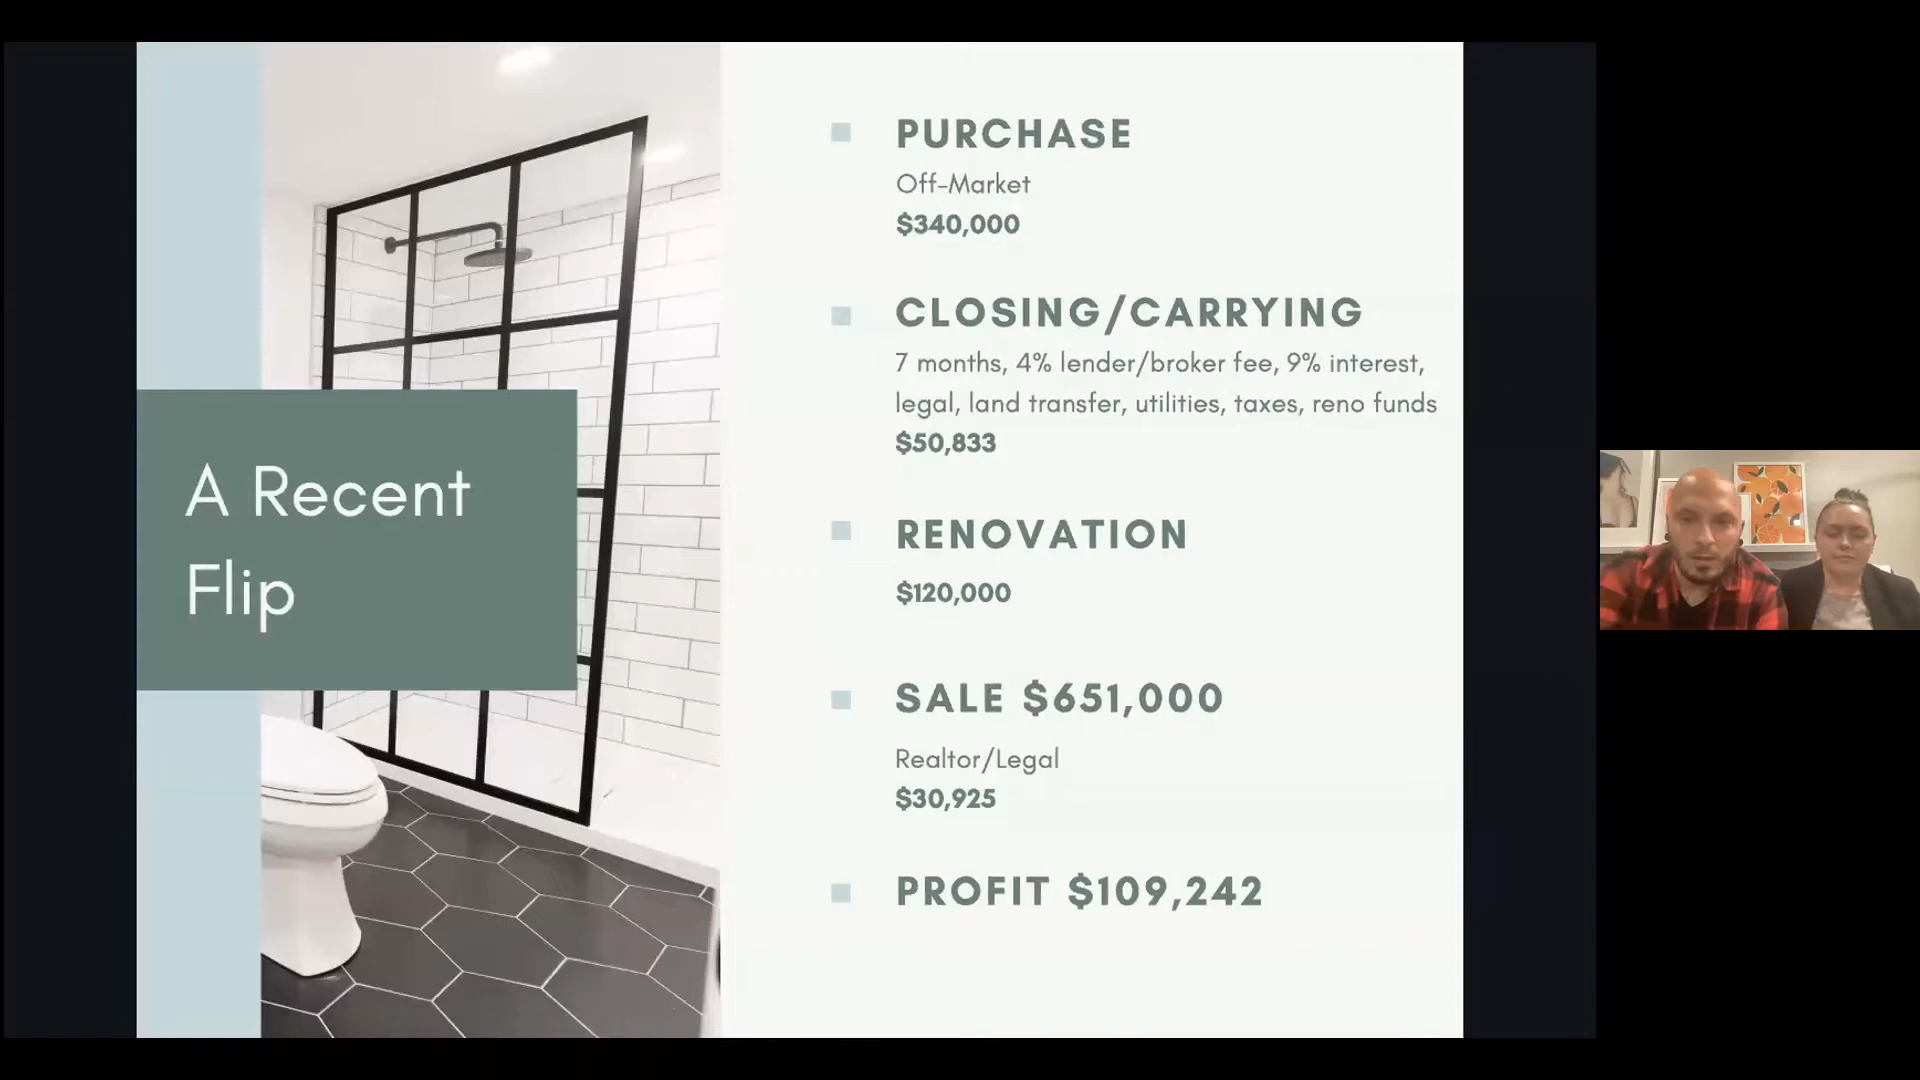 A Recent
Flip
PURCHASE
Off-Market
$340,000
CLOSING/CARRYING
7 months, 4% lender/broker fee, 9% interest,
legal, land transfer, utilities, taxes, reno funds
$50,833
RENOVATION
$120,000
SALE $651,000
Realtor/Legal
$30,925
PROFIT $109,242